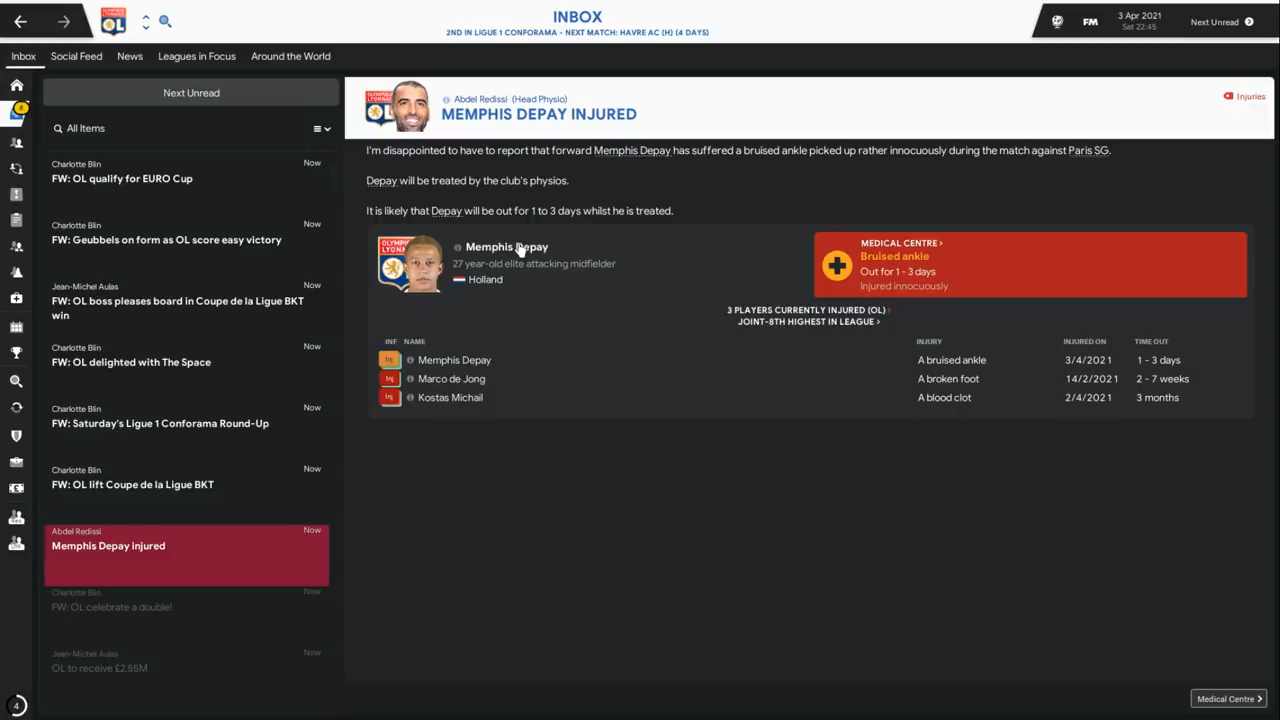 INBOX
2ND IN LIGUE 1 CONFORAMA - NEXT MATCH: HAVRE AC (H) (4 DAYS)
FM
3 Apr 2021
Sat 22:45
Next Unread
Inbox
Social Feed
News
Leagues in Focus
Around the World
Next Unread
All Items
Charlotte Blin
Now
FW: OL qualify for EURO Cup
Charlotte Blin
Now
FW: Geubbels on form as OL score easy victory
Jean-Michel Aulas
Now
FW: OL boss pleases board in Coupe de la Ligue BKT
win
Charlotte Blin
Now
FW: OL delighted with The Space
Charlotte Blin
Now
FW: Saturday's Ligue 1 Conforama Round-Up
Charlotte Blin
Now
FW: OL lift Coupe de la Ligue BKT
Abdel Redissi
Now
Memphis Depay injured
Charlotte Blin
Now
FW: OL celebrate a double!
Jean-Michel Aulas
Now
OL to receive £2.55M
4
Abdel Redissi (Head Physio)
MEMPHIS DEPAY INJURED
Injuries
I'm disappointed to have to report that forward Memphis Depay has suffered a bruised ankle picked up rather innocuously during the match against Paris SG.
Depay will be treated by the club's physios.
It is likely that Depay will be out for 1 to 3 days whilst he is treated.
Memphis Depay
27 year-old elite attacking midfielder
Holland
MEDICAL CENTRE >
Bruised ankle
Out for 1 - 3 days
Injured innocuously
3 PLAYERS CURRENTLY INJURED (OL) >
JOINT-8TH HIGHEST IN LEAGUE >
INF NAME INJURY INJURED ON TIME OUT
Inj Memphis Depay A bruised ankle 3/4/2021 1 - 3 days
Inj Marco de Jong A broken foot 14/2/2021 2 - 7 weeks
Inj Kostas Michail A blood clot 2/4/2021 3 months
Medical Centre >